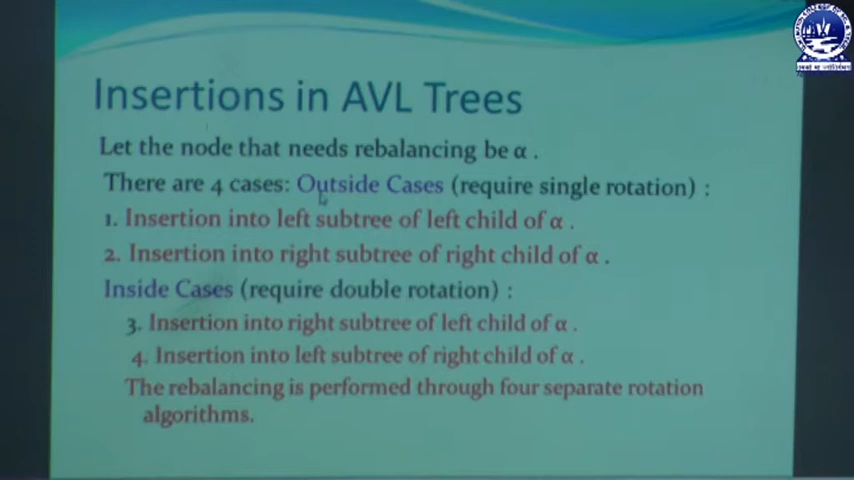 Insertions in AVL Trees
Let the node that needs rebalancing be α .
There are 4 cases: Outside Cases (require single rotation) :
1. Insertion into left subtree of left child of α .
2. Insertion into right subtree of right child of α .
Inside Cases (require double rotation) :
3. Insertion into right subtree of left child of α .
4. Insertion into left subtree of right child of α .
The rebalancing is performed through four separate rotation
algorithms.